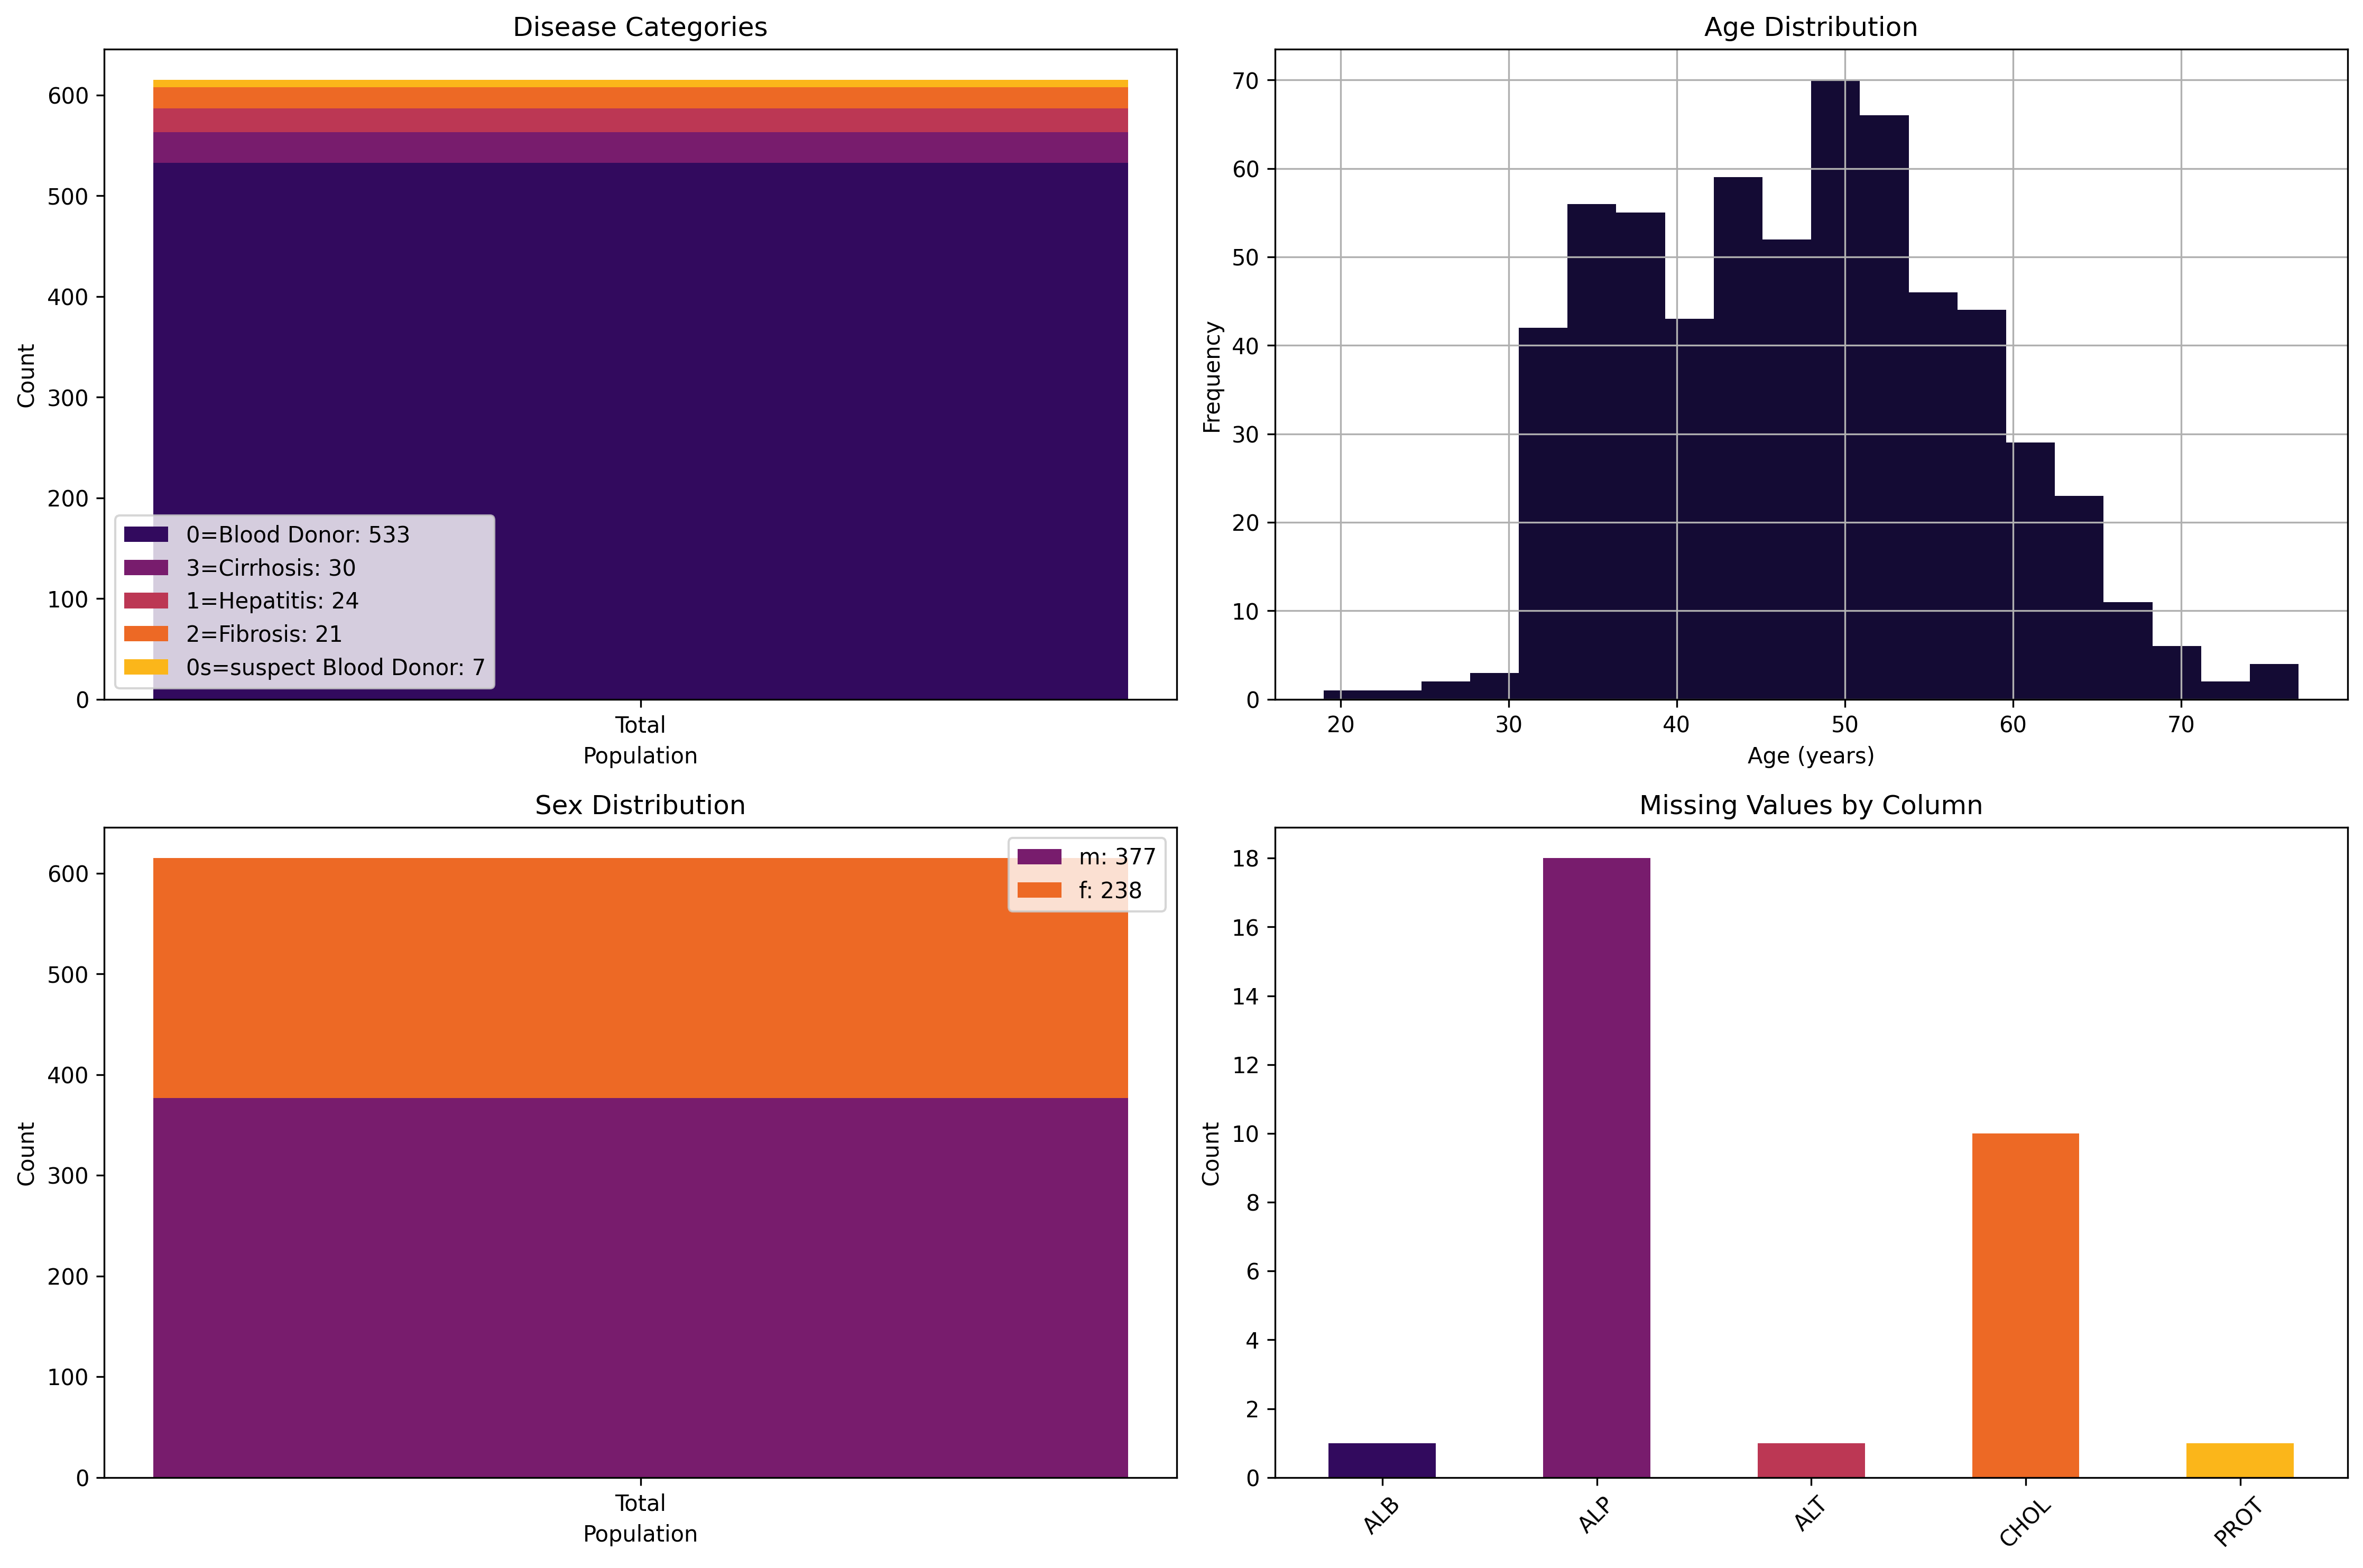 Disease Categories
600
500
400
300
200
100
0
Count
0=Blood Donor: 533
3=Cirrhosis: 30
1=Hepatitis: 24
2=Fibrosis: 21
0s=suspect Blood Donor: 7
Total
Population
Age Distribution
70
60
50
40
30
20
10
0
Frequency
20 30 40 50 60 70
Age (years)
Sex Distribution
600
500
400
300
200
100
0
Count
m: 377
f: 238
Total
Population
Missing Values by Column
18
16
14
12
10
8
6
4
2
0
Count
ALB ALP ALT CHOL PROT